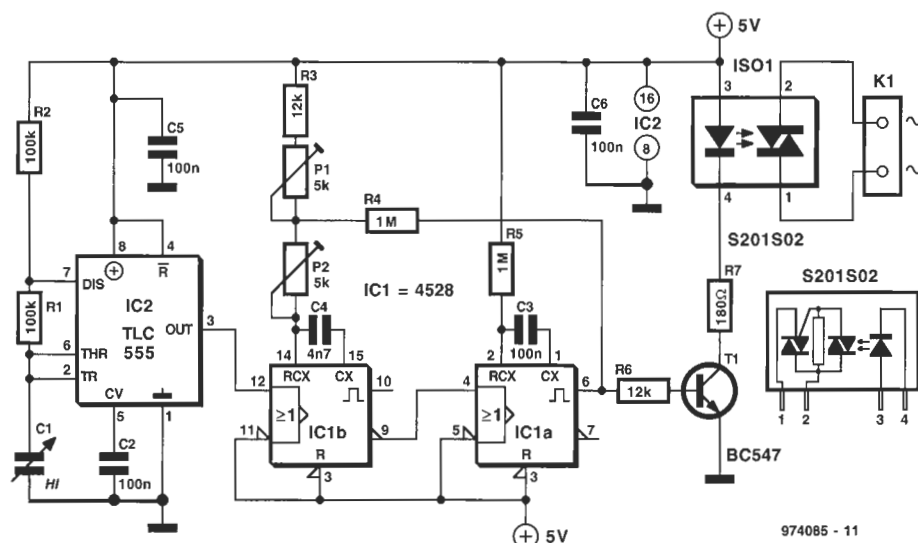 5V
ISO1
R2
100k
C5
100n
R3
12k
P1
5k
R4
1M
P2
5k
C6
100n
16
IC2
8
3
2
K1
4
1
S201S02
R5
1M
IC1 = 4528
7
DIS
8
4
R
IC2
TLC
555
OUT
3
R1
100k
6
THR
2
TR
CV
5
1
C1
HI
C2
100n
C4
4n7
14
15
RCX
CX
12
10
≥1
11
9
IC1b
R
3
C3
100n
2
1
RCX
CX
4
6
≥1
5
7
IC1a
R
3
5V
R6
12k
R7
180Ω
T1
BC547
S201S02
1
2
3
4
974085 - 11